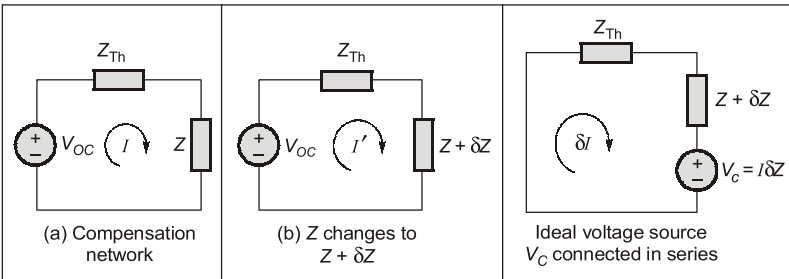 Z_Th
+
−
V_OC
I
Z
(a) Compensation
network
Z_Th
+
−
V_OC
I′
Z + δZ
(b) Z changes to
Z + δZ
Z_Th
Z + δZ
δI
+
−
V_c = IδZ
Ideal voltage source
V_C connected in series